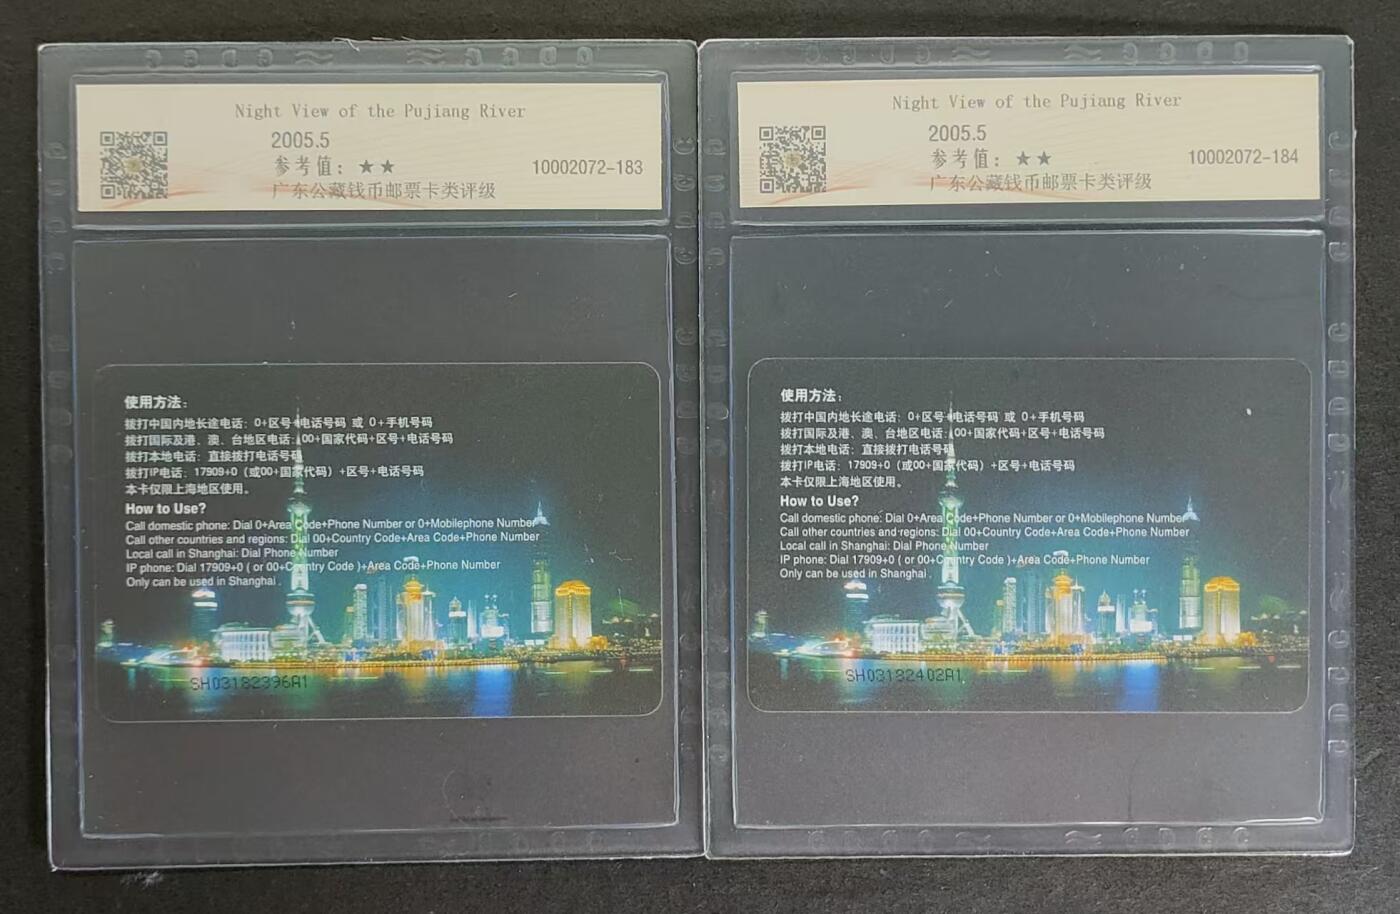 Night View of the Pujiang River
2005.5
参考值：★★
10002072-183
广东公藏钱币邮票卡类评级
使用方法：
拨打中国内地长途电话：0+区号+电话号码 或 0+手机号码
拨打国际及港、澳、台地区电话：00+国家代码+区号+电话号码
拨打本地电话：直接拨打电话号码
拨打IP电话：17909+0（或00+国家代码）+区号+电话号码
本卡仅限上海地区使用。
How to Use?
Call domestic phone: Dial 0+Area Code+Phone Number or 0+Mobilephone Number
Call other countries and regions: Dial 00+Country Code+Area Code+Phone Number
Local call in Shanghai: Dial Phone Number
IP phone: Dial 17909+0 ( or 00+Country Code )+Area Code+Phone Number
Only can be used in Shanghai .
SH03182396A1
Night View of the Pujiang River
2005.5
参考值：★★
10002072-184
广东公藏钱币邮票卡类评级
使用方法：
拨打中国内地长途电话：0+区号+电话号码 或 0+手机号码
拨打国际及港、澳、台地区电话：00+国家代码+区号+电话号码
拨打本地电话：直接拨打电话号码
拨打IP电话：17909+0（或00+国家代码）+区号+电话号码
本卡仅限上海地区使用。
How to Use?
Call domestic phone: Dial 0+Area Code+Phone Number or 0+Mobilephone Number
Call other countries and regions: Dial 00+Country Code+Area Code+Phone Number
Local call in Shanghai: Dial Phone Number
IP phone: Dial 17909+0 ( or 00+Country Code )+Area Code+Phone Number
Only can be used in Shanghai .
SH03182402A1